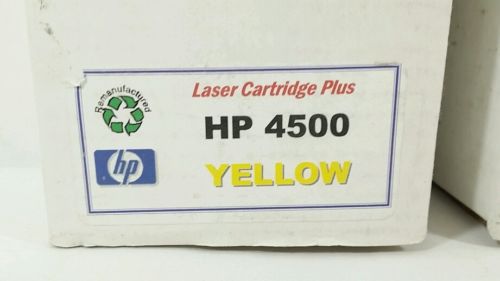 Remanufactured
Laser Cartridge Plus
HP 4500
hp
YELLOW